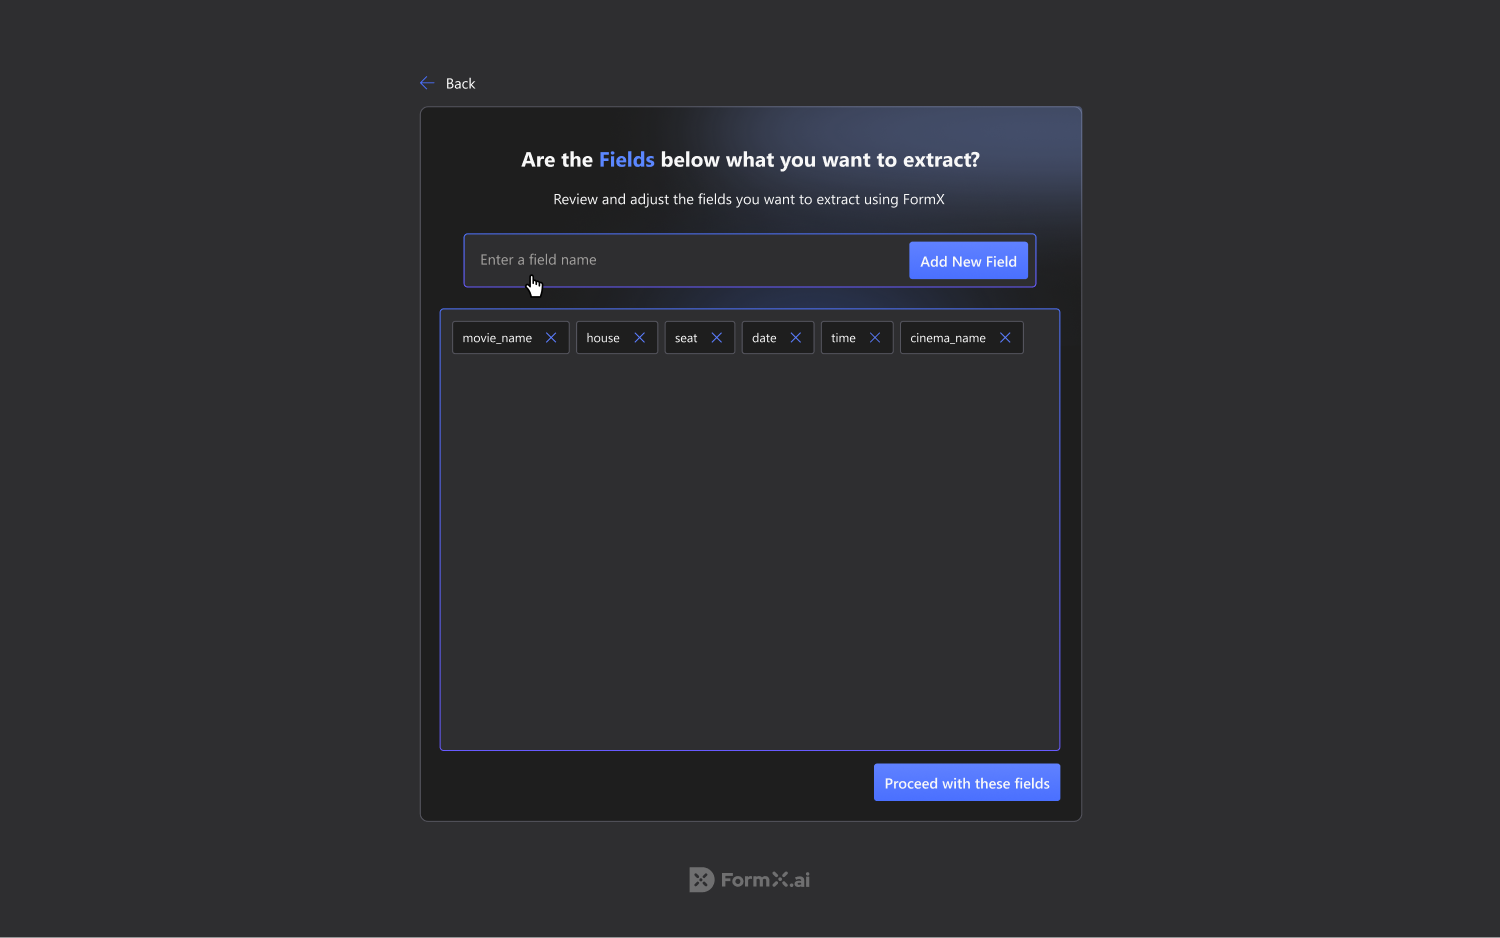 Back
Are the Fields below what you want to extract?
Review and adjust the fields you want to extract using FormX
Enter a field name
Add New Field
movie_name house seat date time cinema_name
Proceed with these fields
FormX.ai